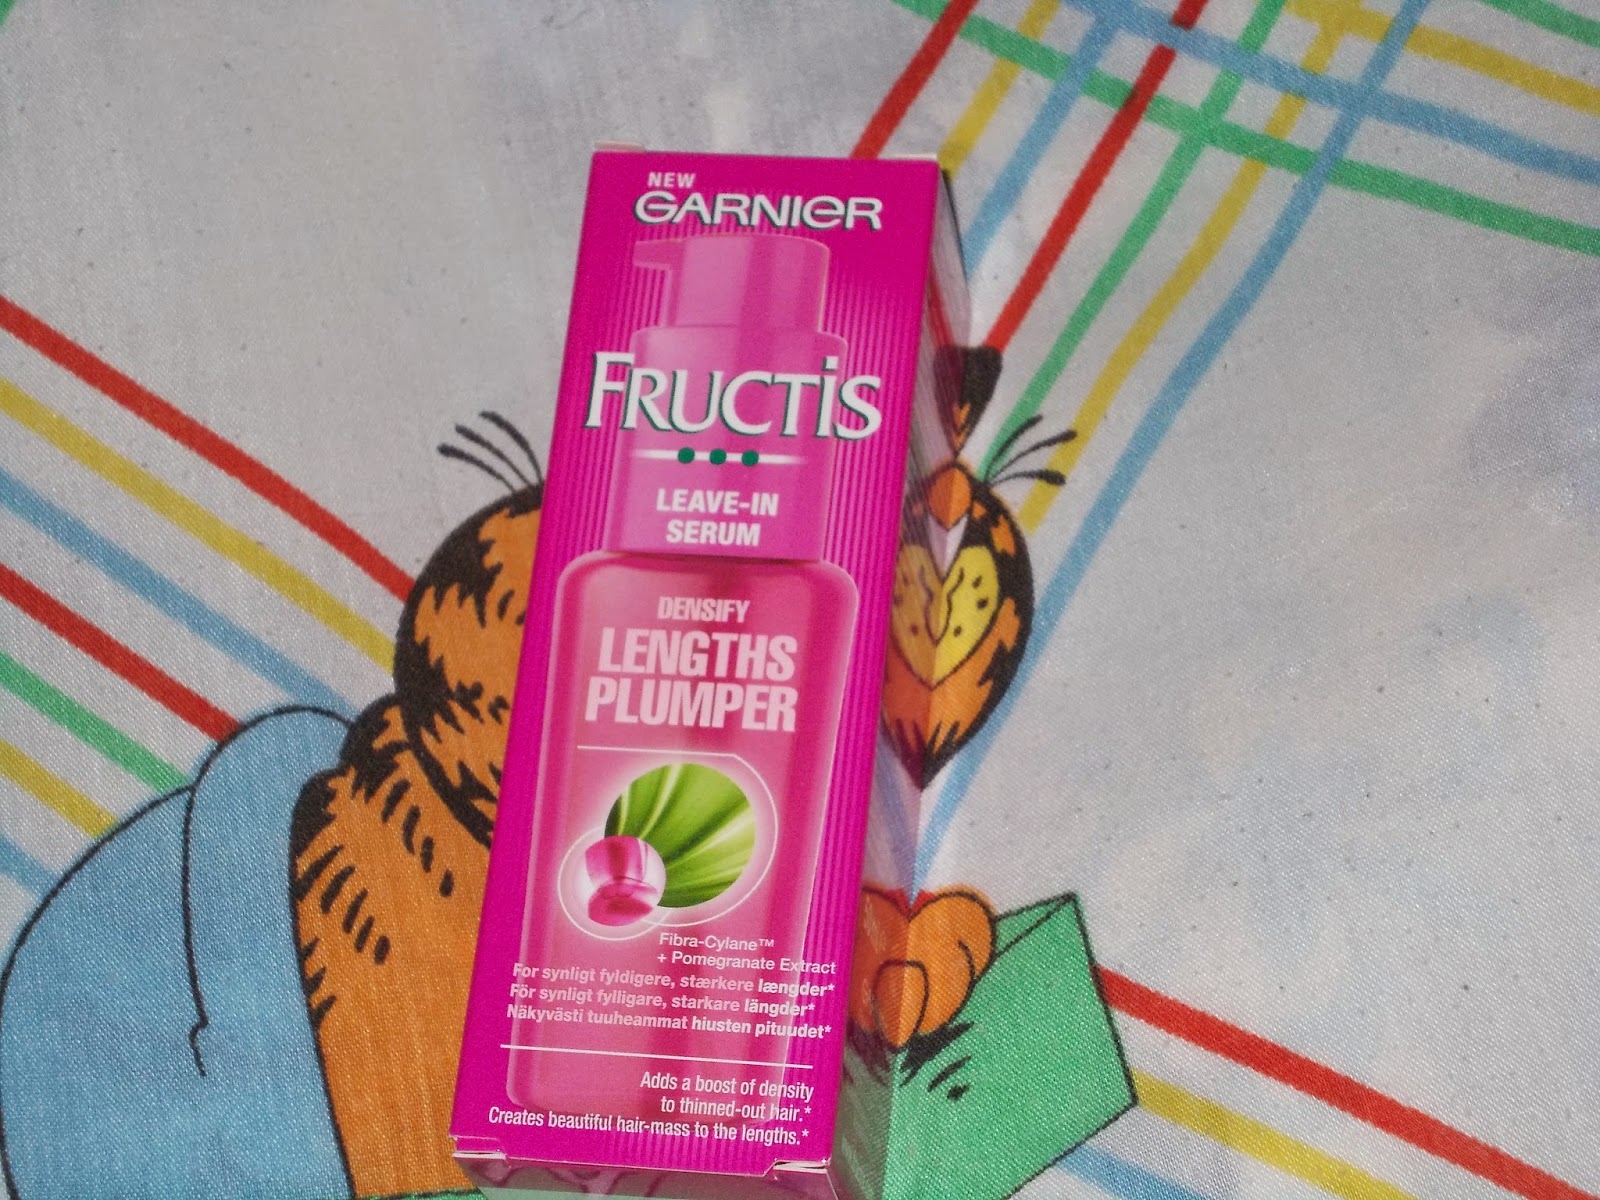 NEW
GARNIER
FRUCTiS
LEAVE-IN
SERUM
DENSIFY
LENGTHS
PLUMPER
Fibra-Cylane™
+ Pomegranate Extract
For synligt fyldigere, stærkere længder*
För synligt fylligare, starkare längder*
Näkyvästi tuuheammat hiusten pituudet*
Adds a boost of density
to thinned-out hair.*
Creates beautiful hair-mass to the lengths.*